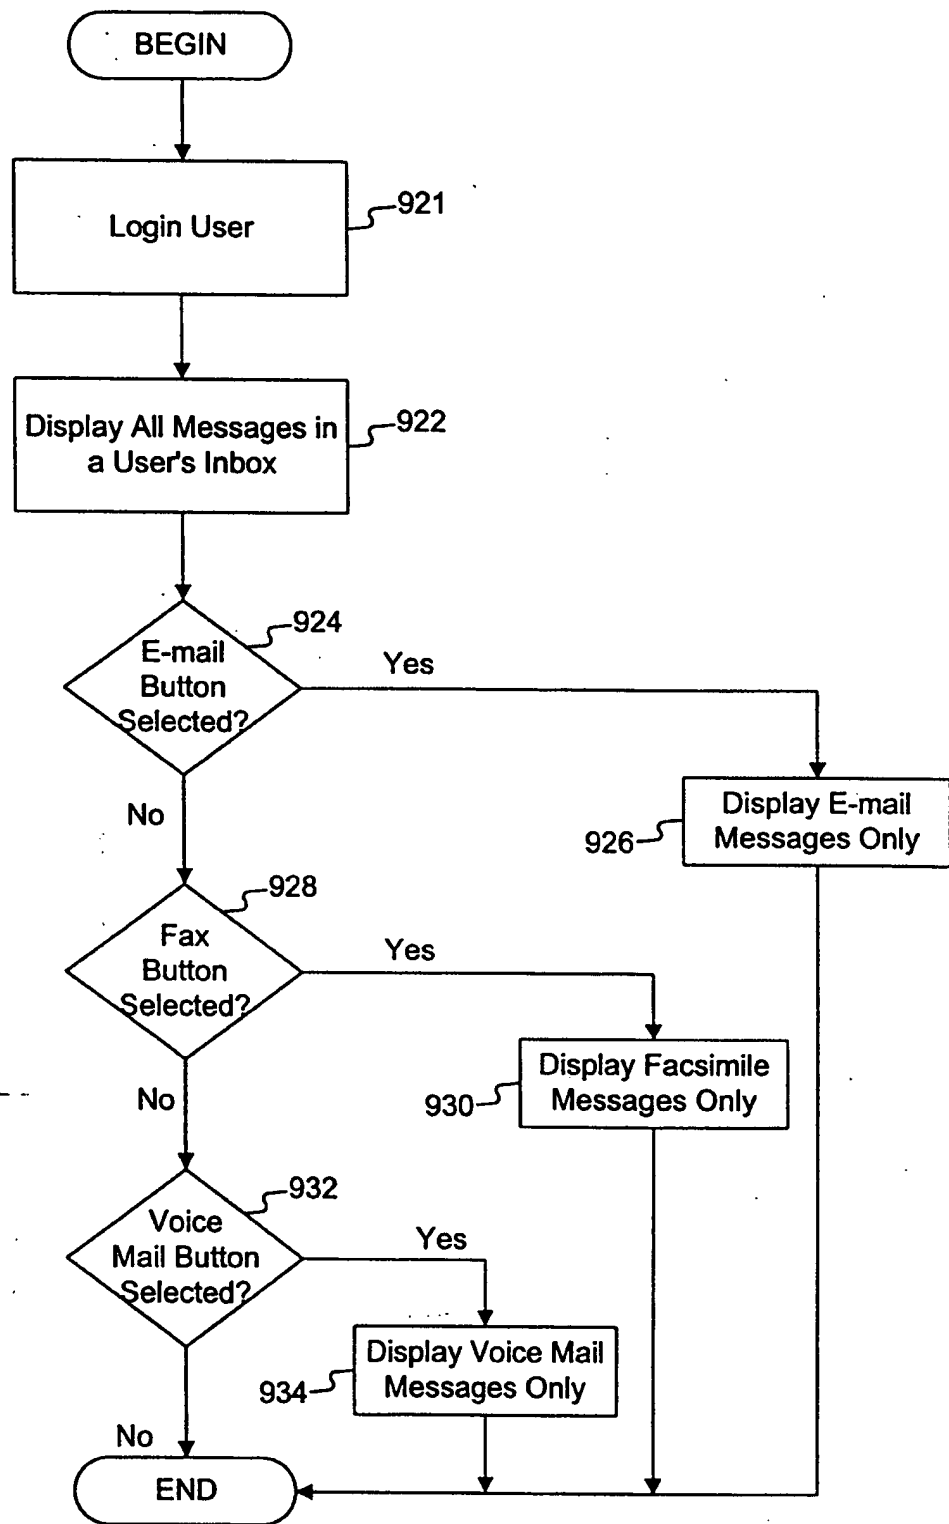 BEGIN
Login User
921
Display All Messages in
a User's Inbox
922
E-mail
Button
Selected?
924
Yes
No
Display E-mail
Messages Only
926
Fax
Button
Selected?
928
Yes
No
Display Facsimile
Messages Only
930
Voice
Mail Button
Selected?
932
Yes
Display Voice Mail
Messages Only
934
No
END